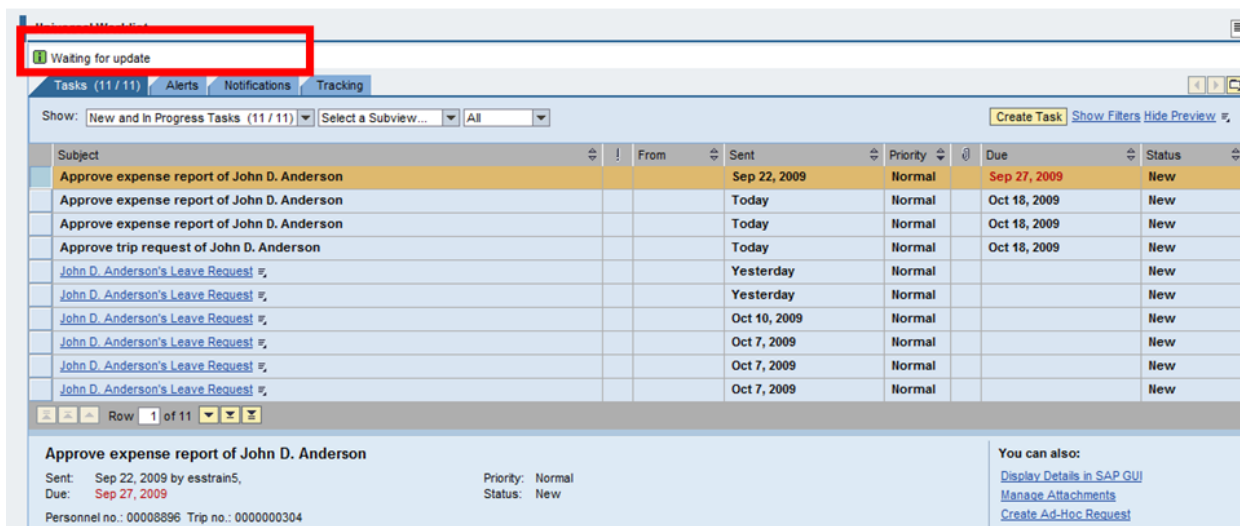 Universal Worklist
Waiting for update
Tasks (11 / 11) Alerts Notifications Tracking
Show: New and In Progress Tasks (11 / 11) Select a Subview... All Create Task Show Filters Hide Preview
Subject ! From Sent Priority Due Status
Approve expense report of John D. Anderson Sep 22, 2009 Normal Sep 27, 2009 New
Approve expense report of John D. Anderson Today Normal Oct 18, 2009 New
Approve expense report of John D. Anderson Today Normal Oct 18, 2009 New
Approve trip request of John D. Anderson Today Normal Oct 18, 2009 New
John D. Anderson's Leave Request Yesterday Normal New
John D. Anderson's Leave Request Yesterday Normal New
John D. Anderson's Leave Request Oct 10, 2009 Normal New
John D. Anderson's Leave Request Oct 7, 2009 Normal New
John D. Anderson's Leave Request Oct 7, 2009 Normal New
John D. Anderson's Leave Request Oct 7, 2009 Normal New
Row 1 of 11
Approve expense report of John D. Anderson
Sent: Sep 22, 2009 by esstrain5, Priority: Normal
Due: Sep 27, 2009 Status: New
Personnel no.: 00008896 Trip no.: 0000000304
You can also:
Display Details in SAP GUI
Manage Attachments
Create Ad-Hoc Request